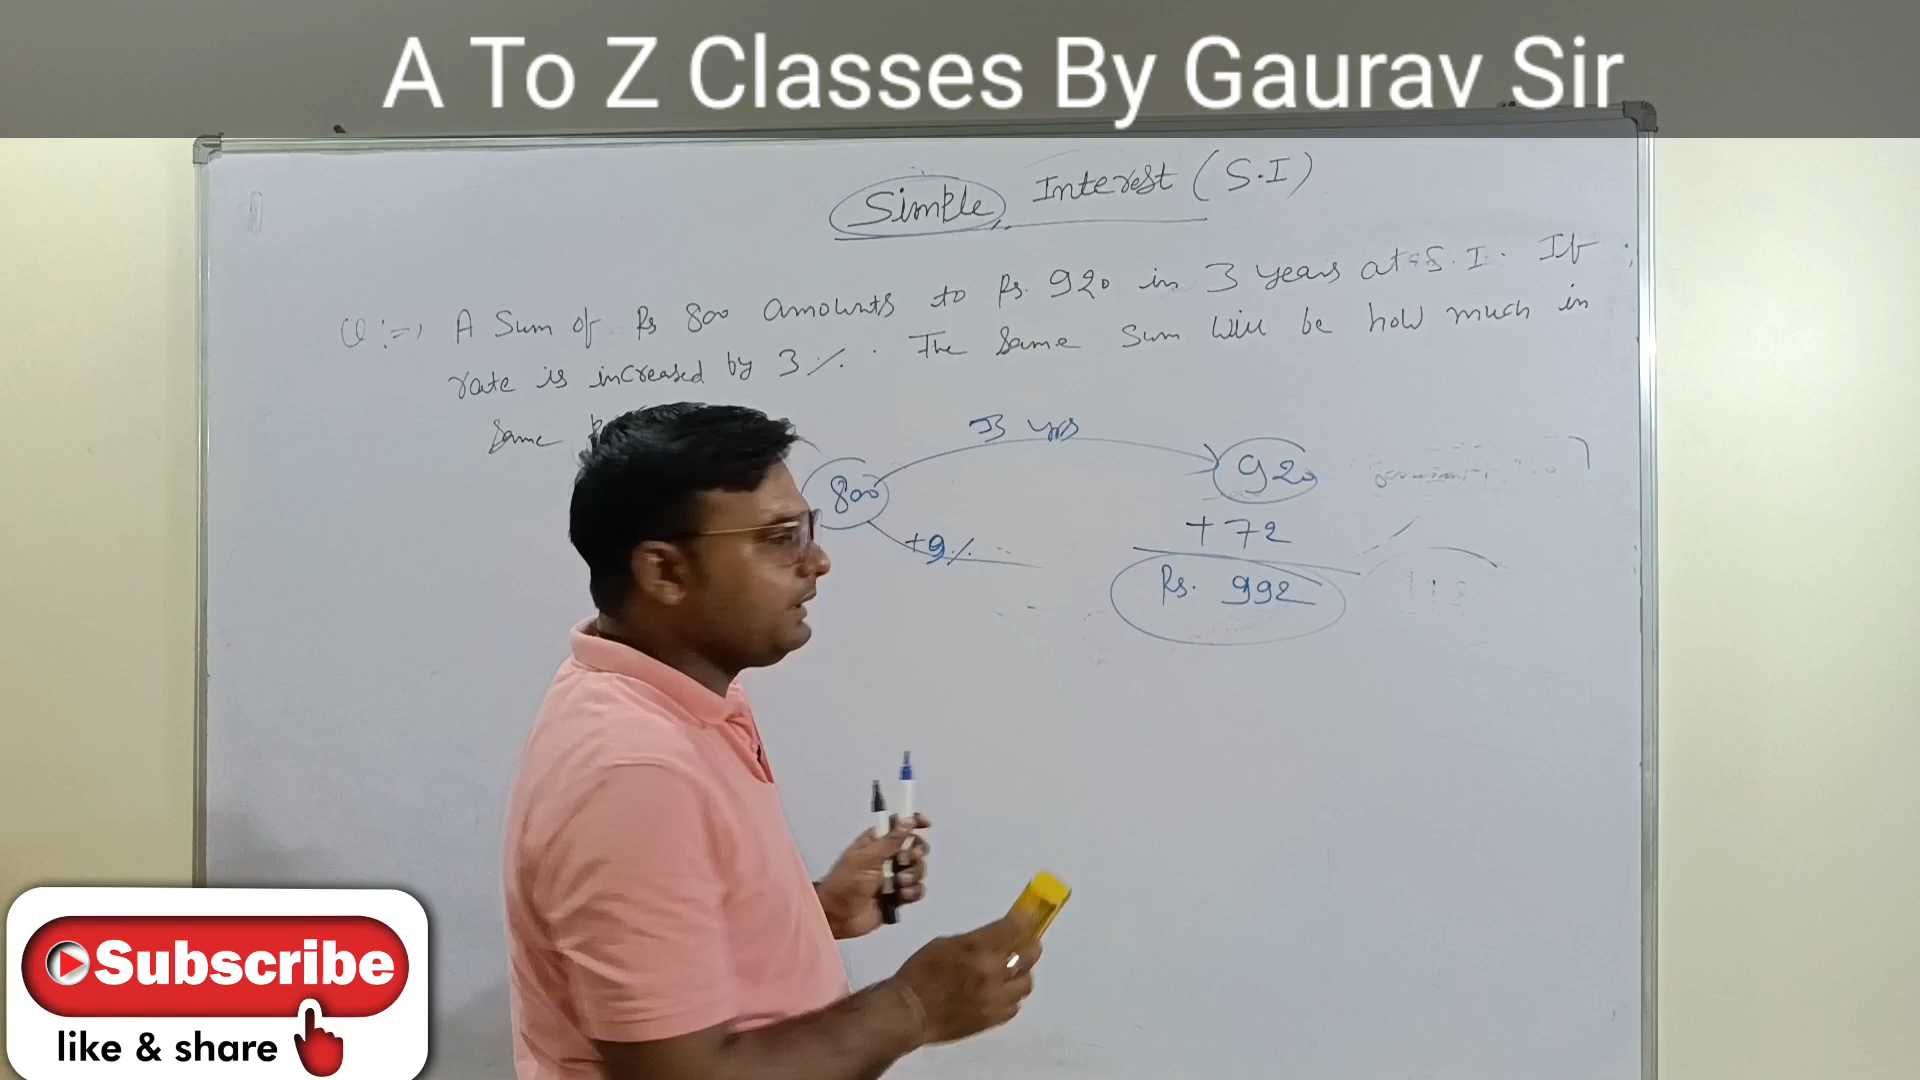 A To Z Classes By Gaurav Sir
Simple Interest (S.I)
Q:-, A Sum of Rs 800 amounts to Rs. 920 in 3 years at S.I. If
rate is increased by 3%. The Same Sum will be how much in
Same
3 yrs
800
920
+9%
+72
Rs. 992
Subscribe
like & share